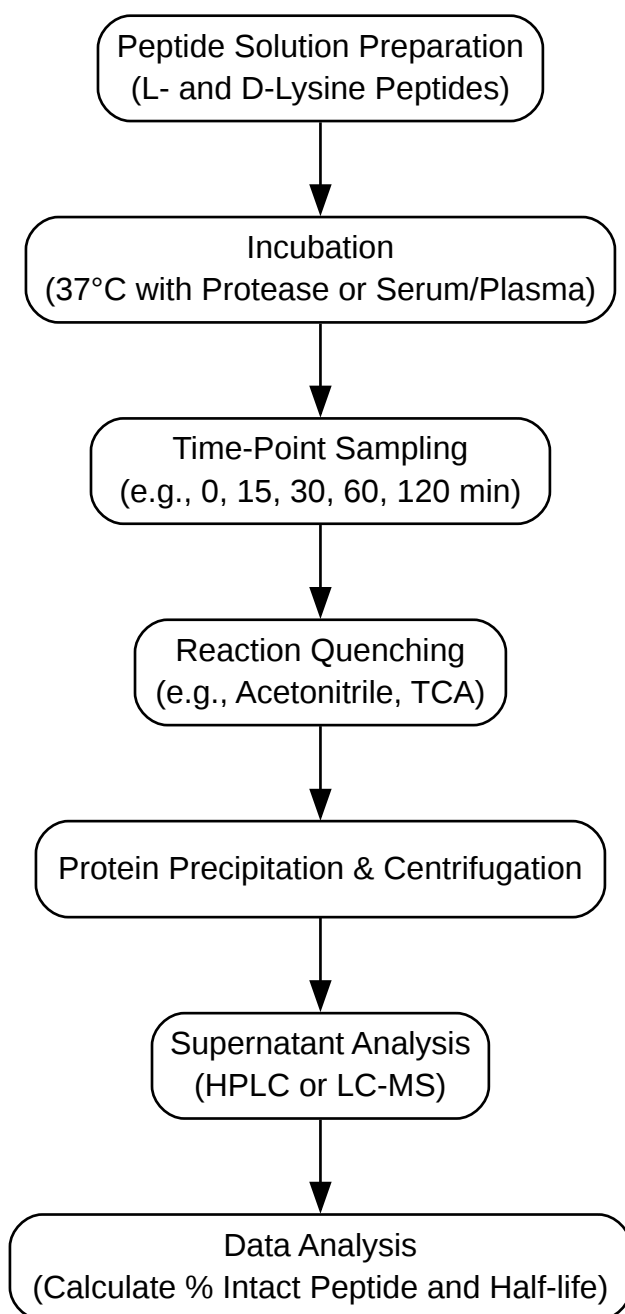 Peptide Solution Preparation
(L- and D-Lysine Peptides)
Incubation
(37°C with Protease or Serum/Plasma)
Time-Point Sampling
(e.g., 0, 15, 30, 60, 120 min)
Reaction Quenching
(e.g., Acetonitrile, TCA)
Protein Precipitation & Centrifugation
Supernatant Analysis
(HPLC or LC-MS)
Data Analysis
(Calculate % Intact Peptide and Half-life)